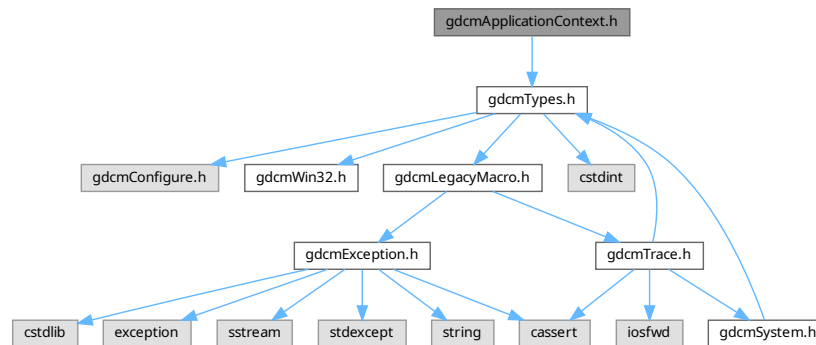 gdcmApplicationContext.h
gdcmTypes.h
gdcmConfigure.h
gdcmWin32.h
gdcmLegacyMacro.h
cstdint
gdcmException.h
gdcmTrace.h
cstdlib
exception
sstream
stdexcept
string
cassert
iosfwd
gdcmSystem.h